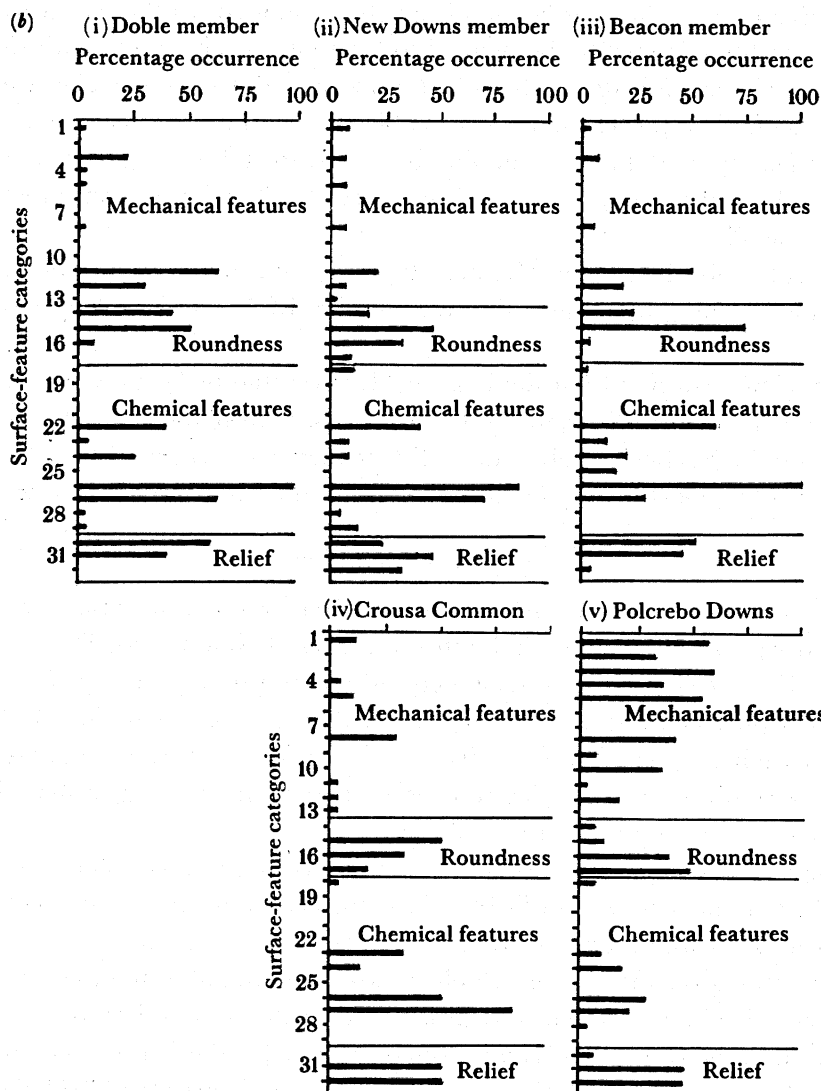 (b) (i) Doble member (ii) New Downs member (iii) Beacon member
Percentage occurrence Percentage occurrence Percentage occurrence
0 25 50 75 100 0 25 50 75 100 0 25 50 75 100
Surface-feature categories
1
4
7
10
13
16
19
22
25
28
31
Mechanical features Mechanical features Mechanical features
Roundness Roundness Roundness
Chemical features Chemical features Chemical features
Relief Relief Relief
(iv) Crousa Common (v) Polcrebo Downs
Surface-feature categories
1
4
7
10
13
16
19
22
25
28
31
Mechanical features Mechanical features
Roundness Roundness
Chemical features Chemical features
Relief Relief